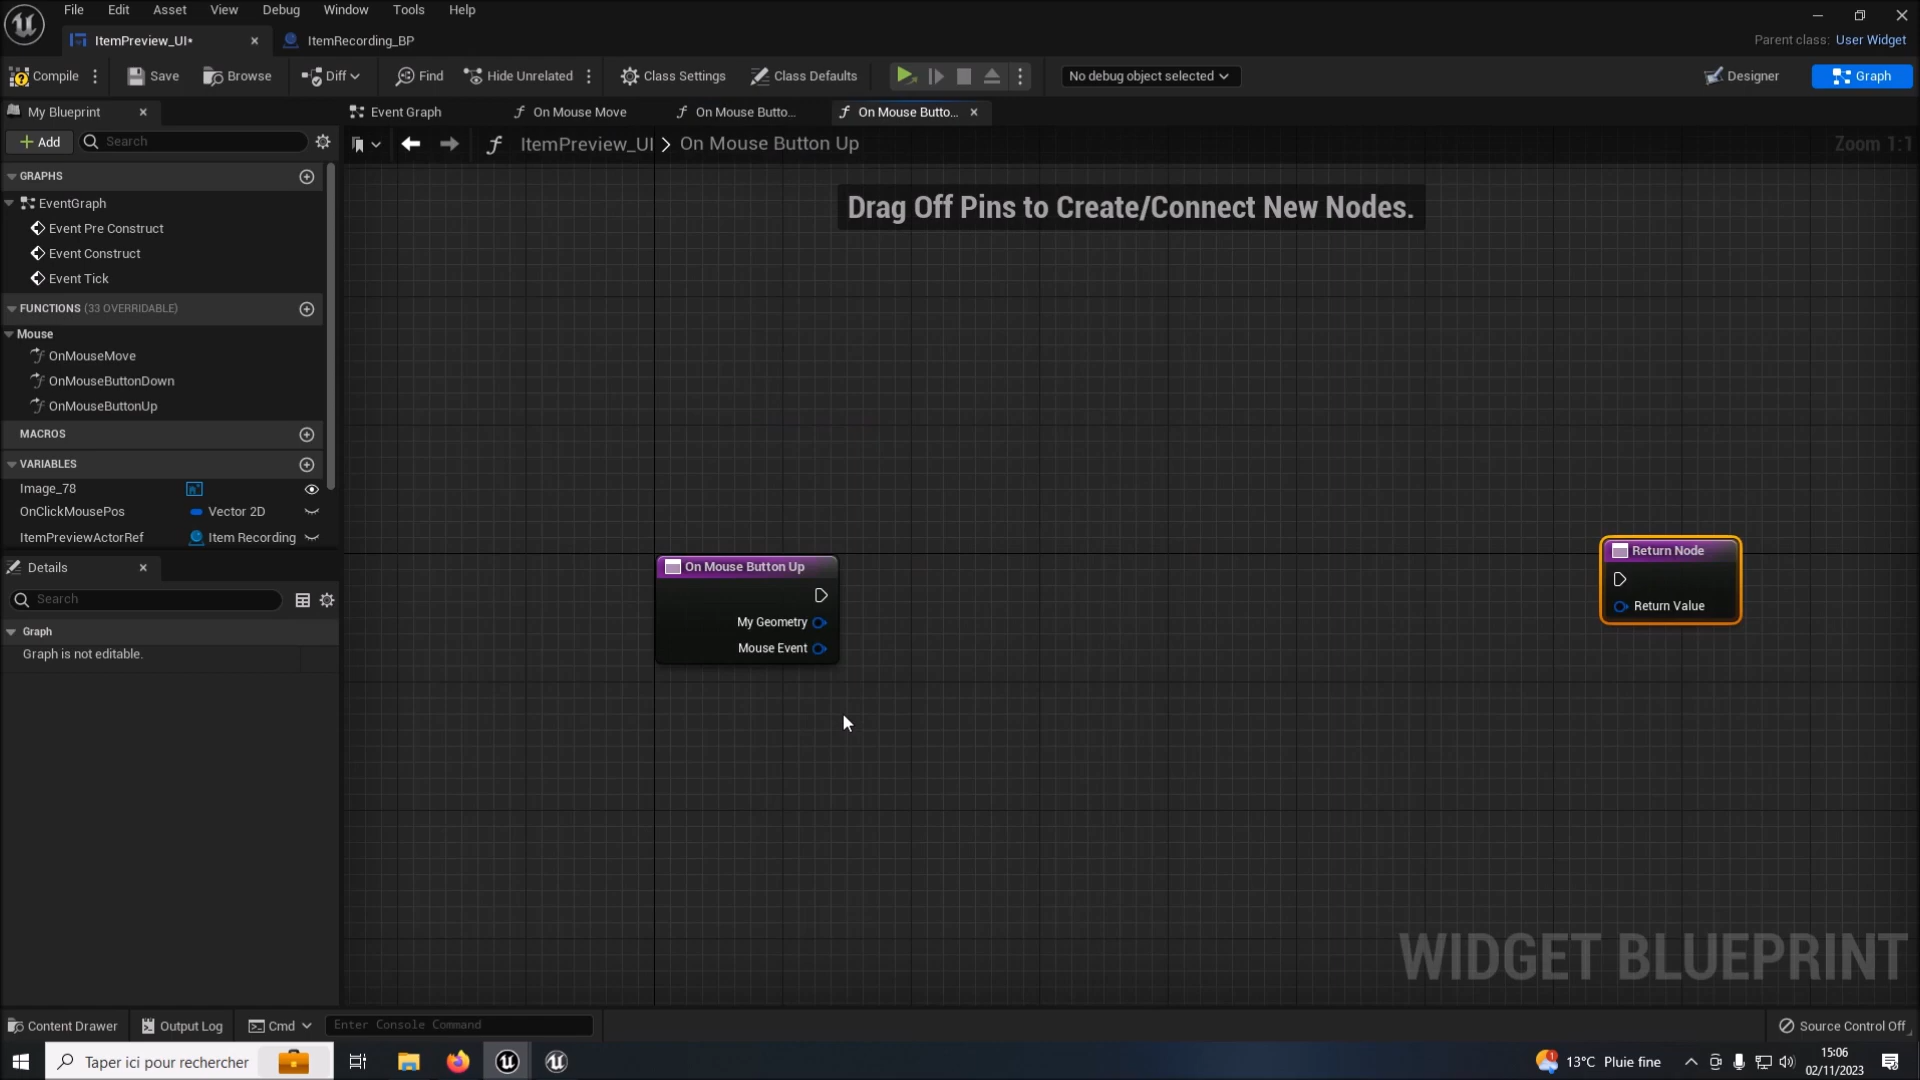 File Edit Asset View Debug Window Tools Help
ItemPreview_UI• ItemRecording_BP
Parent class: User Widget
Compile Save Browse Diff Find Hide Unrelated Class Settings Class Defaults No debug object selected Designer Graph
My Blueprint
Event Graph On Mouse Move On Mouse Butto... On Mouse Butto...
Add Search
ItemPreview_UI > On Mouse Button Up Zoom 1:1
GRAPHS
EventGraph
Event Pre Construct
Event Construct
Event Tick
FUNCTIONS (33 OVERRIDABLE)
Mouse
OnMouseMove
OnMouseButtonDown
OnMouseButtonUp
MACROS
VARIABLES
Image_78
OnClickMousePos Vector 2D
ItemPreviewActorRef Item Recording
Details
Search
Graph
Graph is not editable.
Drag Off Pins to Create/Connect New Nodes.
On Mouse Button Up
My Geometry
Mouse Event
Return Node
Return Value
WIDGET BLUEPRINT
Content Drawer Output Log Cmd Enter Console Command Source Control Off
Taper ici pour rechercher 13°C Pluie fine 15:06
02/11/2023